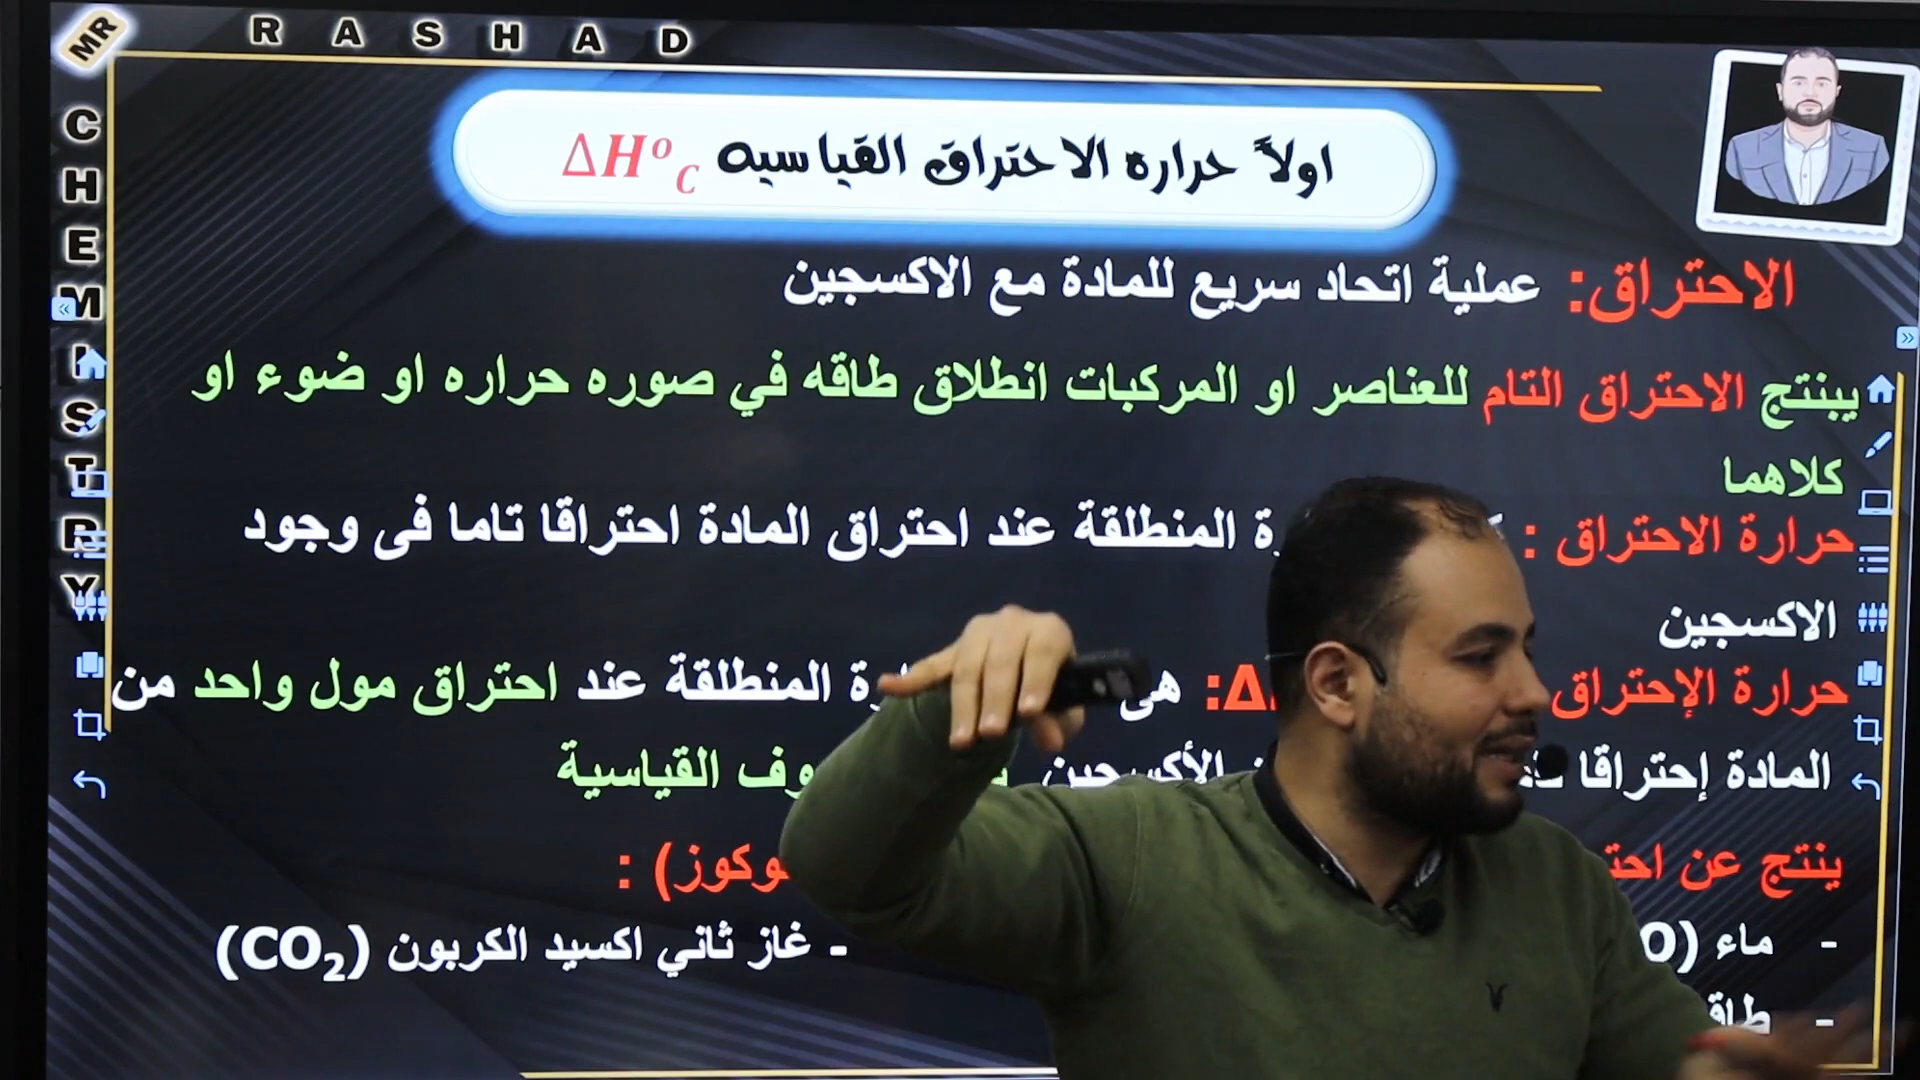 MR
RASHAD
CHEMISTRY
اولاً حراره الاحتراق القياسيه ΔH°C
الاحتراق: عملية اتحاد سريع للمادة مع الاكسجين
يبنتج الاحتراق التام للعناصر او المركبات انطلاق طاقه في صوره حراره او ضوء او
كلاهما
حرارة الاحتراق : المنطلقة عند احتراق المادة احتراقا تاما فى وجود
الاكسجين
حرارة الإحتراق هى المنطلقة عند احتراق مول واحد من
المادة إحتراقا الأكسجين القياسية
ينتج عن :
- ماء - غاز ثاني اكسيد الكربون (CO₂)
-